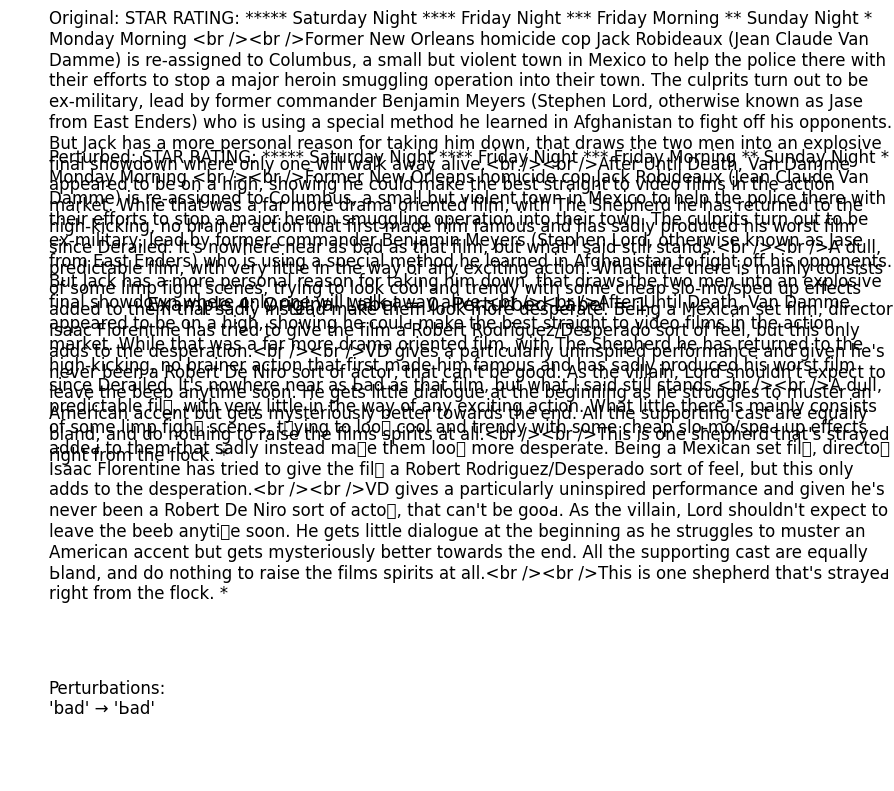 Original: STAR RATING: ***** Saturday Night **** Friday Night *** Friday Morning ** Sunday Night *
Monday Morning <br /><br />Former New Orleans homicide cop Jack Robideaux (Jean Claude Van
Damme) is re-assigned to Columbus, a small but violent town in Mexico to help the police there with
their efforts to stop a major heroin smuggling operation into their town. The culprits turn out to be
ex-military, lead by former commander Benjamin Meyers (Stephen Lord, otherwise known as Jase
from East Enders) who is using a special method he learned in Afghanistan to fight off his opponents.
But Jack has a more personal reason for taking him down, that draws the two men into an explosive
final showdown where only one will walk away alive.<br /><br />After Until Death, Van Damme
appeared to be on a high, showing he could make the best straight to video films in the action
market. While that was a far more drama oriented film, with The Shepherd he has returned to the
high-kicking, no brainer action that first made him famous and has sadly produced his worst film
since Derailed. It's nowhere near as bad as that film, but what I said still stands.<br /><br />A dull,
predictable film, with very little in the way of any exciting action. What little there is mainly consists
of some limp fight scenes, trying to look cool and trendy with some cheap slo-mo/sped up effects
added to them that sadly instead make them look more desperate. Being a Mexican set film, director
Isaac Florentine has tried to give the film a Robert Rodriguez/Desperado sort of feel, but this only
adds to the desperation.<br /><br />VD gives a particularly uninspired performance and given he's
never been a Robert De Niro sort of actor, that can't be good. As the villain, Lord shouldn't expect to
leave the beeb anytime soon. He gets little dialogue at the beginning as he struggles to muster an
American accent but gets mysteriously better towards the end. All the supporting cast are equally
bland, and do nothing to raise the films spirits at all.<br /><br />This is one shepherd that's strayed
right from the flock. *
Example 4: Original Label = 0, Perturbed Label =
Perturbed: STAR RATING: ***** Saturday Night **** Friday Night *** Friday Morning ** Sunday Night *
Monday Morning <br /><br />Former New Orleans homicide cop Jack Robideaux (Jean Claude Van
Damme) is re-assigned to Columbus, a small but violent town in Mexico to help the police there with
their efforts to stop a major heroin smuggling operation into their town. The culprits turn out to be
ex-military, lead by former commander Benjamin Meyers (Stephen Lord, otherwise known as Jase
from East Enders) who is using a special method he learned in Afghanistan to fight off his opponents.
But Jack has a more personal reason for taking him down, that draws the two men into an explosive
final showdown where only one will walk away alive.<br /><br />After Until Death, Van Damme
appeared to be on a high, showing he could make the best straight to video films in the action
market. While that was a far more drama oriented film, with The Shepherd he has returned to the
high-kicking, no brainer action that first made him famous and has sadly produced his worst film
since Derailed. It's nowhere near as Ьad as that film, but what I said still stands.<br /><br />A dull,
predictable fil▯, with very little in the way of any exciting action. What little there is mainly consists
of some limp figh▯ scenes, t▯ying to loo▯ cool and trendy with some cheap slo-mo/speԁ up effects
addeԁ to them that sadly instead ma▯e them loo▯ more desperate. Being a Mexican set fil▯, directo▯
Isaac Florentine has tried to give the fil▯ a Robert Rodriguez/Desperado sort of feel, but this only
adds to the desperation.<br /><br />VD gives a particularly uninspired performance and given he's
never been a Robert De Niro sort of acto▯, that can't be gooԁ. As the villain, Lord shouldn't expect to
leave the beeb anyti▯e soon. He gets little dialogue at the beginning as he struggles to muster an
American accent but gets mysteriously better towards the end. All the supporting cast are equally
Ьland, and do nothing to raise the films spirits at all.<br /><br />This is one shepherd that's strayeԁ
right from the flock. *
Perturbations:
'bad' → 'Ьad'